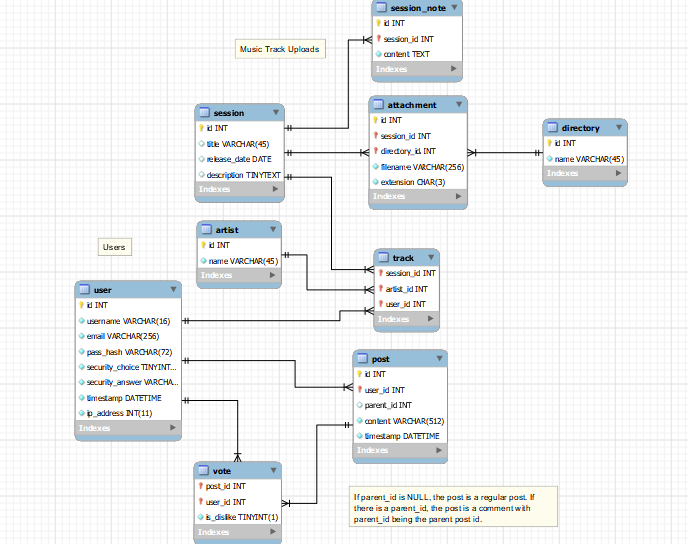 session_note
id INT
session_id INT
content TEXT
Indexes
Music Track Uploads
session
id INT
title VARCHAR(45)
release_date DATE
description TINYTEXT
Indexes
attachment
id INT
session_id INT
directory_id INT
filename VARCHAR(256)
extension CHAR(3)
Indexes
directory
id INT
name VARCHAR(45)
Indexes
artist
id INT
name VARCHAR(45)
Indexes
Users
track
session_id INT
artist_id INT
user_id INT
Indexes
user
id INT
username VARCHAR(16)
email VARCHAR(256)
pass_hash VARCHAR(72)
security_choice TINYINT...
security_answer VARCHA...
timestamp DATETIME
ip_address INT(11)
Indexes
post
id INT
user_id INT
parent_id INT
content VARCHAR(512)
timestamp DATETIME
Indexes
vote
post_id INT
user_id INT
is_dislike TINYINT(1)
Indexes
If parent_id is NULL, the post is a regular post. If
there is a parent_id, the post is a comment with
parent_id being the parent post id.